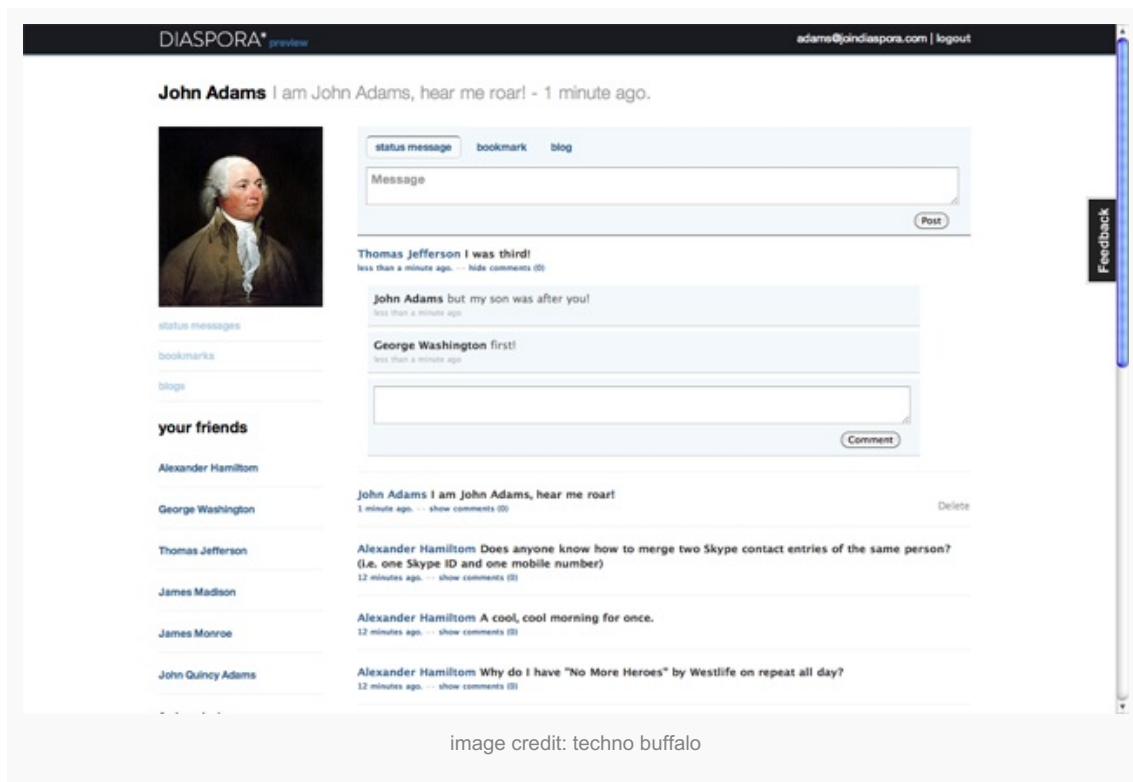 DIASPORA* preview
adams@joindiaspora.com | logout
John Adams I am John Adams, hear me roar! - 1 minute ago.
status message bookmark blog
Message
Post
Feedback
Thomas Jefferson I was third!
less than a minute ago. -- hide comments (0)
John Adams but my son was after you!
less than a minute ago
George Washington first!
less than a minute ago
Comment
status messages
bookmarks
blogs
your friends
Alexander Hamiltom
George Washington
Thomas Jefferson
James Madison
James Monroe
John Quincy Adams
John Adams I am John Adams, hear me roar!
1 minute ago. -- show comments (0)
Delete
Alexander Hamiltom Does anyone know how to merge two Skype contact entries of the same person?
(i.e. one Skype ID and one mobile number)
12 minutes ago. -- show comments (0)
Alexander Hamiltom A cool, cool morning for once.
12 minutes ago. -- show comments (0)
Alexander Hamiltom Why do I have "No More Heroes" by Westlife on repeat all day?
12 minutes ago. -- show comments (0)
image credit: techno buffalo